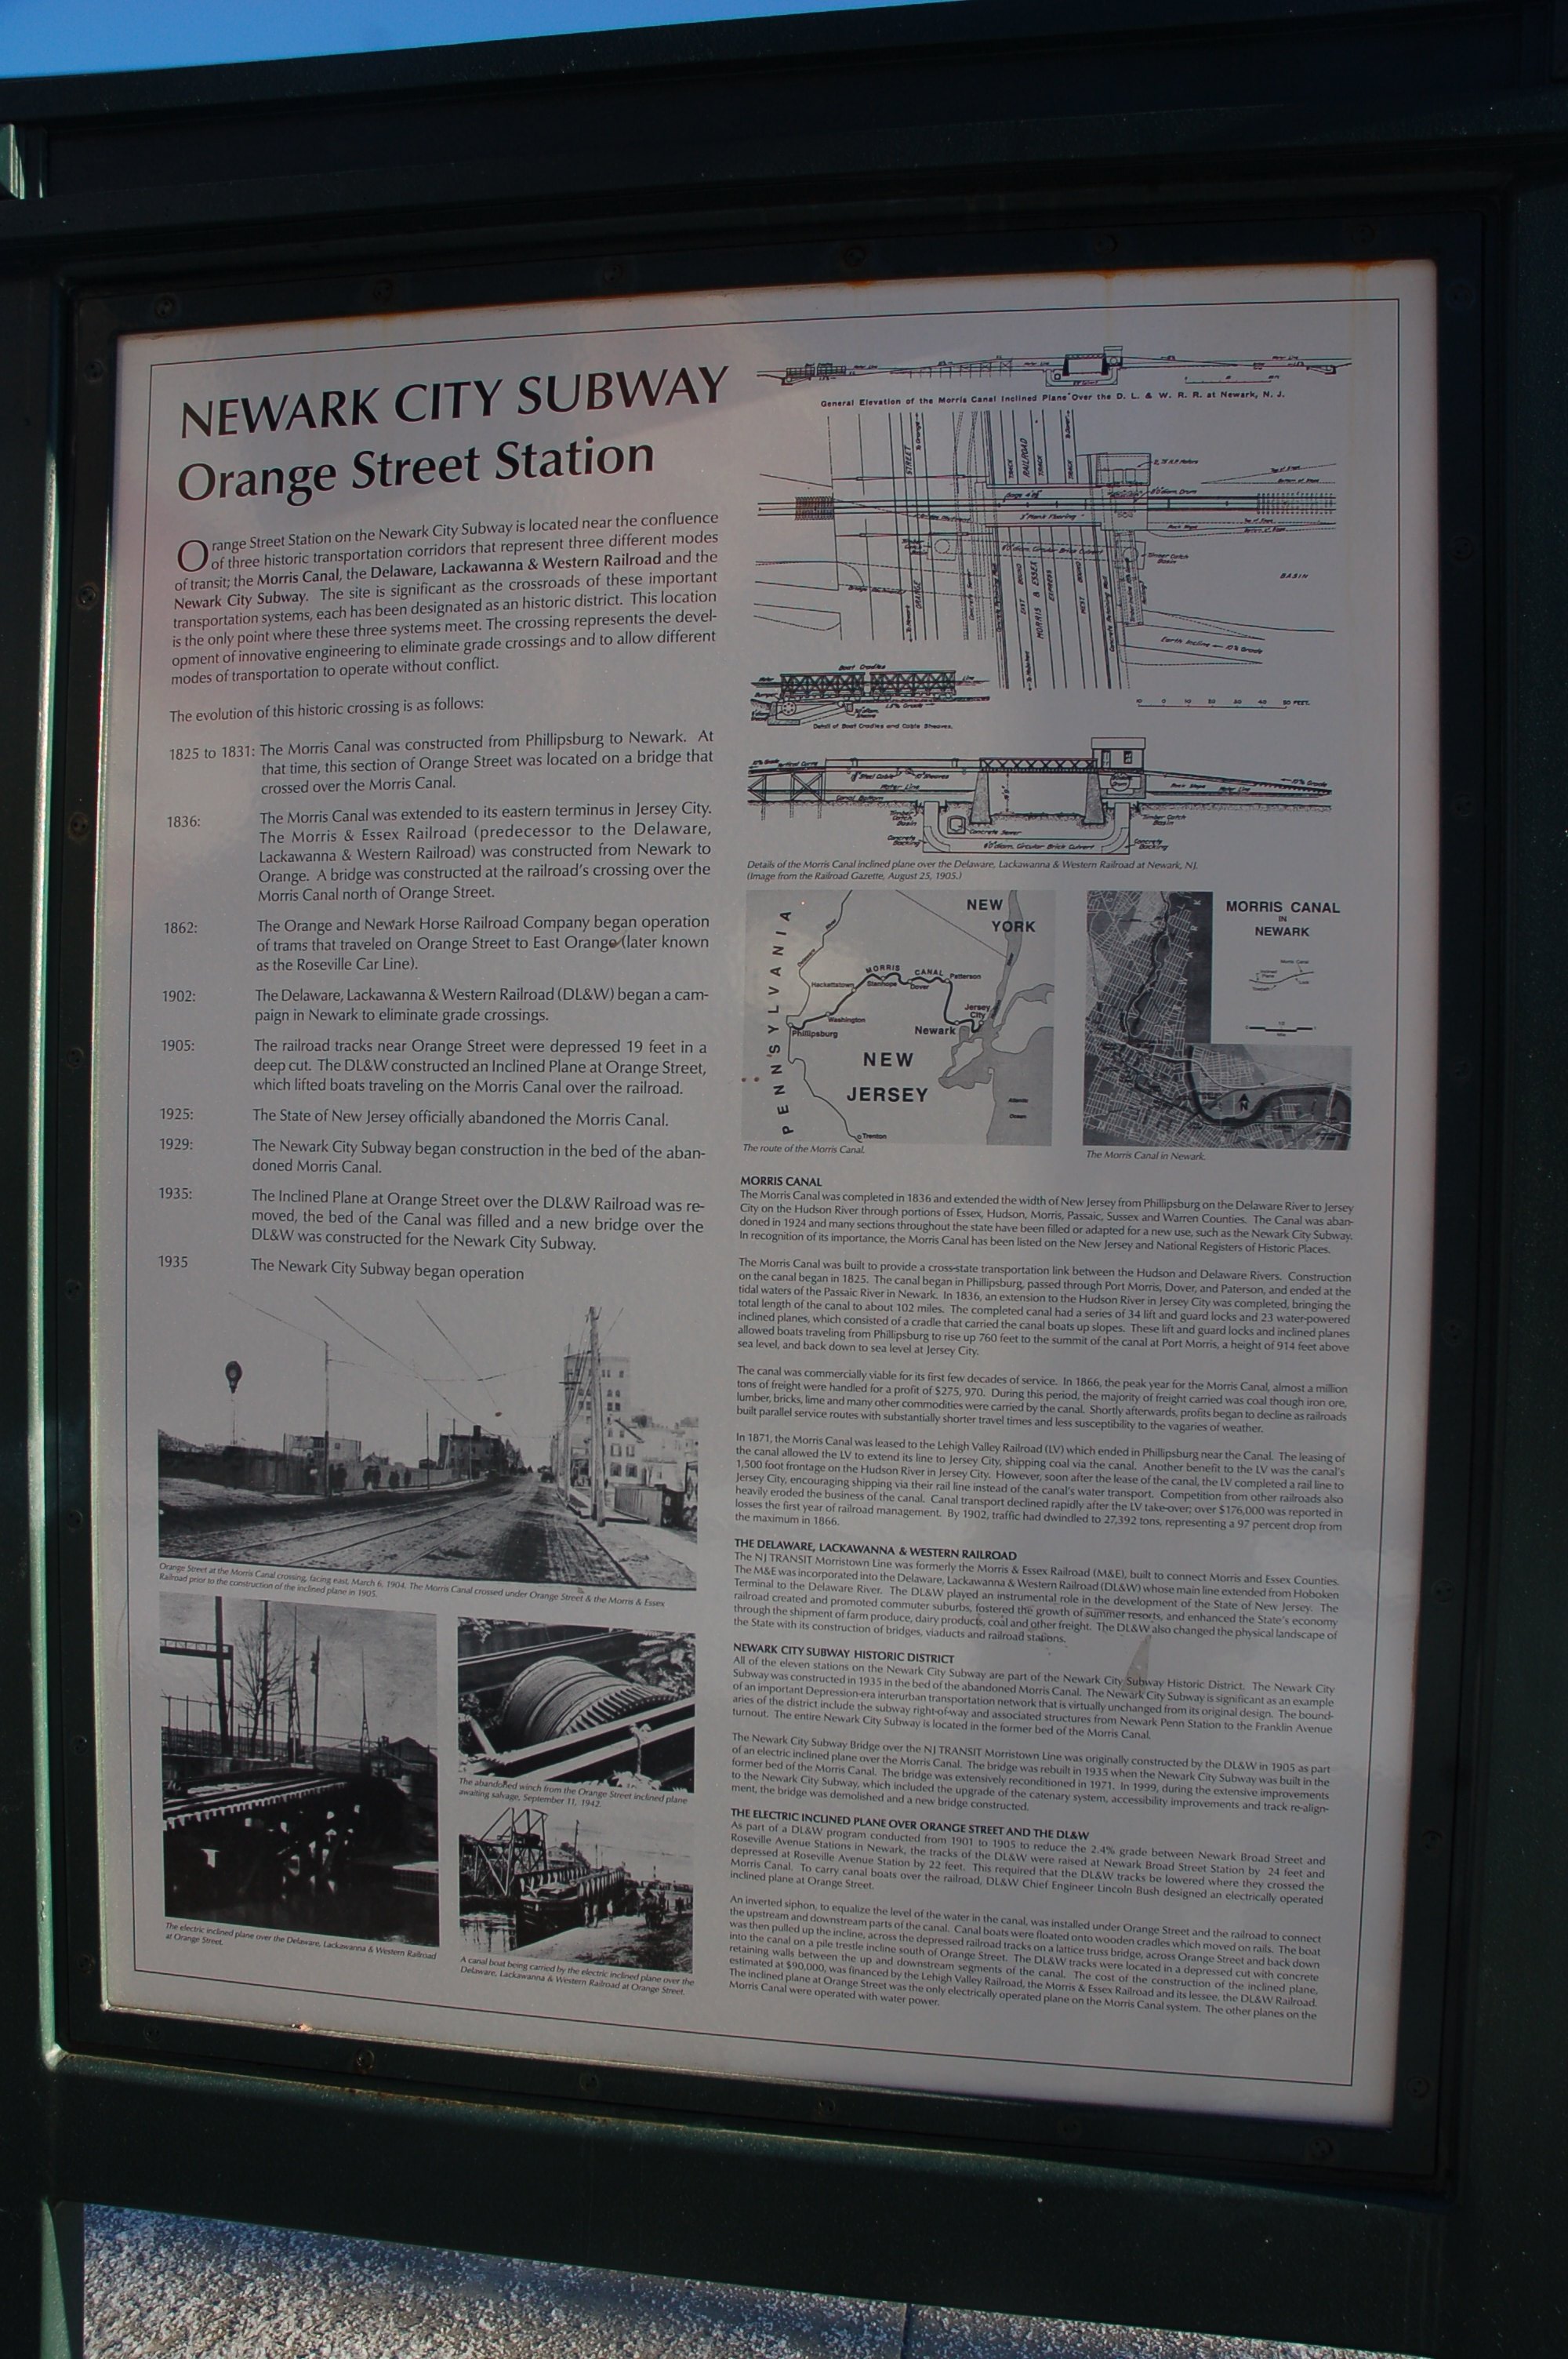 NEWARK CITY SUBWAY
Orange Street Station
Orange Street Station on the Newark City Subway is located near the confluence
of three historic transportation corridors that represent three different modes
of transit; the Morris Canal, the Delaware, Lackawanna & Western Railroad and the
Newark City Subway. The site is significant as the crossroads of these important
transportation systems, each has been designated as an historic district. This location
is the only point where these three systems meet. The crossing represents the devel-
opment of innovative engineering to eliminate grade crossings and to allow different
modes of transportation to operate without conflict.
The evolution of this historic crossing is as follows:
1825 to 1831: The Morris Canal was constructed from Phillipsburg to Newark. At
that time, this section of Orange Street was located on a bridge that
crossed over the Morris Canal.
1836: The Morris Canal was extended to its eastern terminus in Jersey City.
The Morris & Essex Railroad (predecessor to the Delaware,
Lackawanna & Western Railroad) was constructed from Newark to
Orange. A bridge was constructed at the railroad's crossing over the
Morris Canal north of Orange Street.
1862: The Orange and Newark Horse Railroad Company began operation
of trams that traveled on Orange Street to East Orange (later known
as the Roseville Car Line).
1902: The Delaware, Lackawanna & Western Railroad (DL&W) began a cam-
paign in Newark to eliminate grade crossings.
1905: The railroad tracks near Orange Street were depressed 19 feet in a
deep cut. The DL&W constructed an Inclined Plane at Orange Street,
which lifted boats traveling on the Morris Canal over the railroad.
1925: The State of New Jersey officially abandoned the Morris Canal.
1929: The Newark City Subway began construction in the bed of the aban-
doned Morris Canal.
1935: The Inclined Plane at Orange Street over the DL&W Railroad was re-
moved, the bed of the Canal was filled and a new bridge over the
DL&W was constructed for the Newark City Subway.
1935 The Newark City Subway began operation
Orange Street at the Morris Canal crossing, facing east, March 6, 1904. The Morris Canal crossed under Orange Street & the Morris & Essex
Railroad prior to the construction of the inclined plane in 1905.
The electric inclined plane over the Delaware, Lackawanna & Western Railroad
at Orange Street.
The abandoned winch from the Orange Street inclined plane
awaiting salvage, September 11, 1942.
A canal boat being carried by the electric inclined plane over the
Delaware, Lackawanna & Western Railroad at Orange Street.
General Elevation of the Morris Canal Inclined Plane Over the D. L. & W. R. R. at Newark, N. J.
STREET
ORANGE
TRACK
RAILROAD
TRACK
TRACK
3" Plank Flooring
Timber Catch
Basin
BASIN
EAST BOUND
MORRIS & ESSEX
EXPRESS
WEST BOUND
Earth Incline 10% Grade
10 0 10 20 30 40 50 FEET.
Boat Cradles
Detail of Boat Cradles and Cable Sheaves.
Steel Cable
Water Line
Canal Bottom
Timber Catch
Basin
Concrete Sewer
Timber Catch
Basin
Concrete
Backing
6'0" diam. Circular Brick Culvert
Concrete
Backing
Details of the Morris Canal inclined plane over the Delaware, Lackawanna & Western Railroad at Newark, NJ.
(Image from the Railroad Gazette, August 25, 1905.)
PENN'SYLVANIA
NEW
YORK
MORRIS CANAL
Hackettstown
Stanhope
Dover
Patterson
Washington
Phillipsburg
Jersey
City
Newark
NEW
JERSEY
Atlantic
Ocean
Trenton
The route of the Morris Canal.
MORRIS CANAL
IN
NEWARK
Morris Canal
N
The Morris Canal in Newark.
MORRIS CANAL
The Morris Canal was completed in 1836 and extended the width of New Jersey from Phillipsburg on the Delaware River to Jersey
City on the Hudson River through portions of Essex, Hudson, Morris, Passaic, Sussex and Warren Counties. The Canal was aban-
doned in 1924 and many sections throughout the state have been filled or adapted for a new use, such as the Newark City Subway.
In recognition of its importance, the Morris Canal has been listed on the New Jersey and National Registers of Historic Places.
The Morris Canal was built to provide a cross-state transportation link between the Hudson and Delaware Rivers. Construction
on the canal began in 1825. The canal began in Phillipsburg, passed through Port Morris, Dover, and Paterson, and ended at the
tidal waters of the Passaic River in Newark. In 1836, an extension to the Hudson River in Jersey City was completed, bringing the
total length of the canal to about 102 miles. The completed canal had a series of 34 lift and guard locks and 23 water-powered
inclined planes, which consisted of a cradle that carried the canal boats up slopes. These lift and guard locks and inclined planes
allowed boats traveling from Phillipsburg to rise up 760 feet to the summit of the canal at Port Morris, a height of 914 feet above
sea level, and back down to sea level at Jersey City.
The canal was commercially viable for its first few decades of service. In 1866, the peak year for the Morris Canal, almost a million
tons of freight were handled for a profit of $275, 970. During this period, the majority of freight carried was coal though iron ore,
lumber, bricks, lime and many other commodities were carried by the canal. Shortly afterwards, profits began to decline as railroads
built parallel service routes with substantially shorter travel times and less susceptibility to the vagaries of weather.
In 1871, the Morris Canal was leased to the Lehigh Valley Railroad (LV) which ended in Phillipsburg near the Canal. The leasing of
the canal allowed the LV to extend its line to Jersey City, shipping coal via the canal. Another benefit to the LV was the canal's
1,500 foot frontage on the Hudson River in Jersey City. However, soon after the lease of the canal, the LV completed a rail line to
Jersey City, encouraging shipping via their rail line instead of the canal's water transport. Competition from other railroads also
heavily eroded the business of the canal. Canal transport declined rapidly after the LV take-over; over $176,000 was reported in
losses the first year of railroad management. By 1902, traffic had dwindled to 27,392 tons, representing a 97 percent drop from
the maximum in 1866.
THE DELAWARE, LACKAWANNA & WESTERN RAILROAD
The NJ TRANSIT Morristown Line was formerly the Morris & Essex Railroad (M&E), built to connect Morris and Essex Counties.
The M&E was incorporated into the Delaware, Lackawanna & Western Railroad (DL&W) whose main line extended from Hoboken
Terminal to the Delaware River. The DL&W played an instrumental role in the development of the State of New Jersey. The
railroad created and promoted commuter suburbs, fostered the growth of summer resorts, and enhanced the State's economy
through the shipment of farm produce, dairy products, coal and other freight. The DL&W also changed the physical landscape of
the State with its construction of bridges, viaducts and railroad stations.
NEWARK CITY SUBWAY HISTORIC DISTRICT
All of the eleven stations on the Newark City Subway are part of the Newark City Subway Historic District. The Newark City
Subway was constructed in 1935 in the bed of the abandoned Morris Canal. The Newark City Subway is significant as an example
of an important Depression-era interurban transportation network that is virtually unchanged from its original design. The bound-
aries of the district include the subway right-of-way and associated structures from Newark Penn Station to the Franklin Avenue
turnout. The entire Newark City Subway is located in the former bed of the Morris Canal.
The Newark City Subway Bridge over the NJ TRANSIT Morristown Line was originally constructed by the DL&W in 1905 as part
of an electric inclined plane over the Morris Canal. The bridge was rebuilt in 1935 when the Newark City Subway was built in the
former bed of the Morris Canal. The bridge was extensively reconditioned in 1971. In 1999, during the extensive improvements
to the Newark City Subway, which included the upgrade of the catenary system, accessibility improvements and track re-align-
ment, the bridge was demolished and a new bridge constructed.
THE ELECTRIC INCLINED PLANE OVER ORANGE STREET AND THE DL&W
As part of a DL&W program conducted from 1901 to 1905 to reduce the 2.4% grade between Newark Broad Street and
Roseville Avenue Stations in Newark, the tracks of the DL&W were raised at Newark Broad Street Station by 24 feet and
depressed at Roseville Avenue Station by 22 feet. This required that the DL&W tracks be lowered where they crossed the
Morris Canal. To carry canal boats over the railroad, DL&W Chief Engineer Lincoln Bush designed an electrically operated
inclined plane at Orange Street.
An inverted siphon, to equalize the level of the water in the canal, was installed under Orange Street and the railroad to connect
the upstream and downstream parts of the canal. Canal boats were floated onto wooden cradles which moved on rails. The boat
was then pulled up the incline, across the depressed railroad tracks on a lattice truss bridge, across Orange Street and back down
into the canal on a pile trestle incline south of Orange Street. The DL&W tracks were located in a depressed cut with concrete
retaining walls between the up and downstream segments of the canal. The cost of the construction of the inclined plane,
estimated at $90,000, was financed by the Lehigh Valley Railroad, the Morris & Essex Railroad and its lessee, the DL&W Railroad.
The inclined plane at Orange Street was the only electrically operated plane on the Morris Canal system. The other planes on the
Morris Canal were operated with water power.